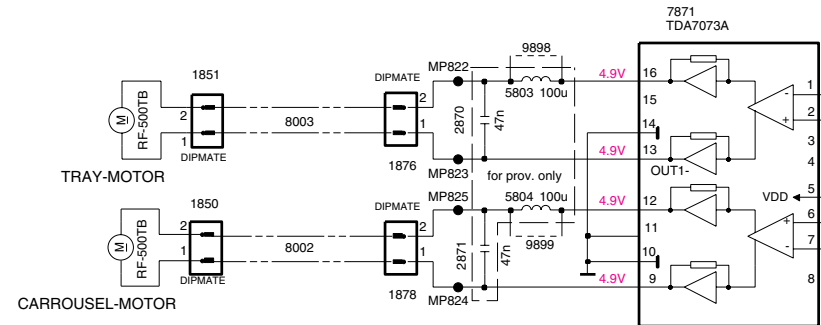 7871
TDA7073A
9898
MP822
4.9V
16
1
1851
DIPMATE
2
5803 100u
15
2
RF-500TB
M
2
1
8003
1
2870
47n
14
3
DIPMATE
1876
MP823
4.9V
13
OUT1-
4
TRAY-MOTOR
for prov. only
VDD
5
1850
DIPMATE
MP825
5804 100u
4.9V
12
6
RF-500TB
M
2
1
8002
2
1
2871
47n
9899
11
10
7
DIPMATE
1878
MP824
4.9V
9
8
CARROUSEL-MOTOR
+
-
+
-